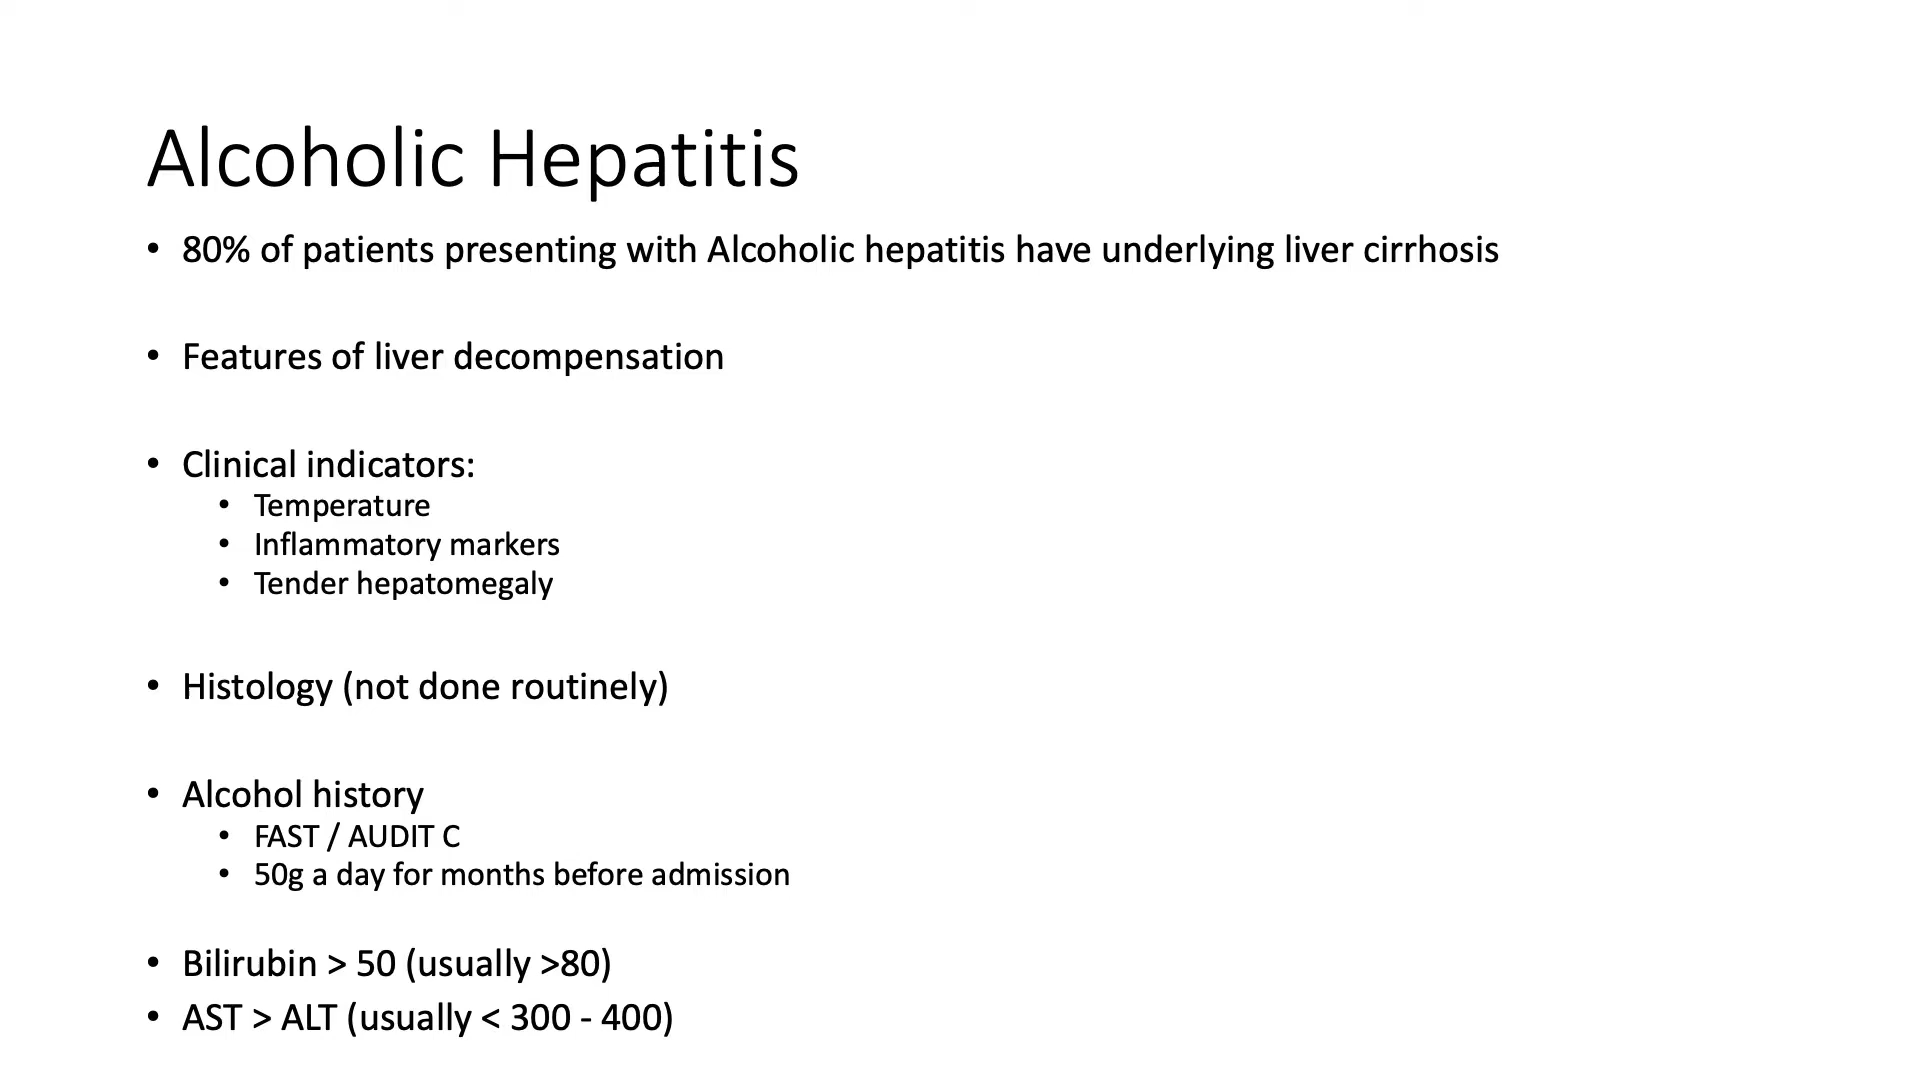 Alcoholic Hepatitis
• 80% of patients presenting with Alcoholic hepatitis have underlying liver cirrhosis
• Features of liver decompensation
• Clinical indicators:
• Temperature
• Inflammatory markers
• Tender hepatomegaly
• Histology (not done routinely)
• Alcohol history
• FAST / AUDIT C
• 50g a day for months before admission
• Bilirubin > 50 (usually >80)
• AST > ALT (usually < 300 - 400)